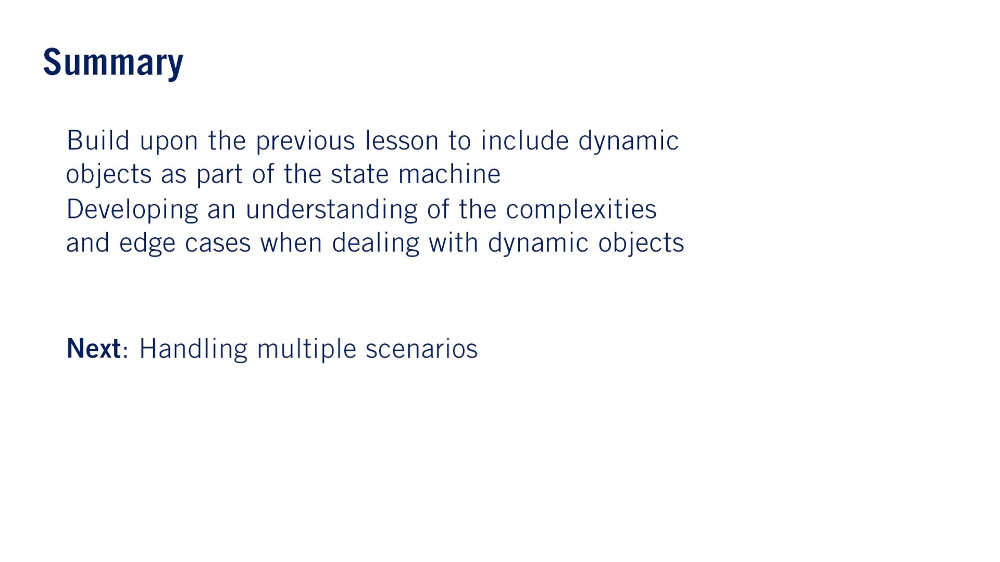 Summary
Build upon the previous lesson to include dynamic
objects as part of the state machine
Developing an understanding of the complexities
and edge cases when dealing with dynamic objects
Next: Handling multiple scenarios